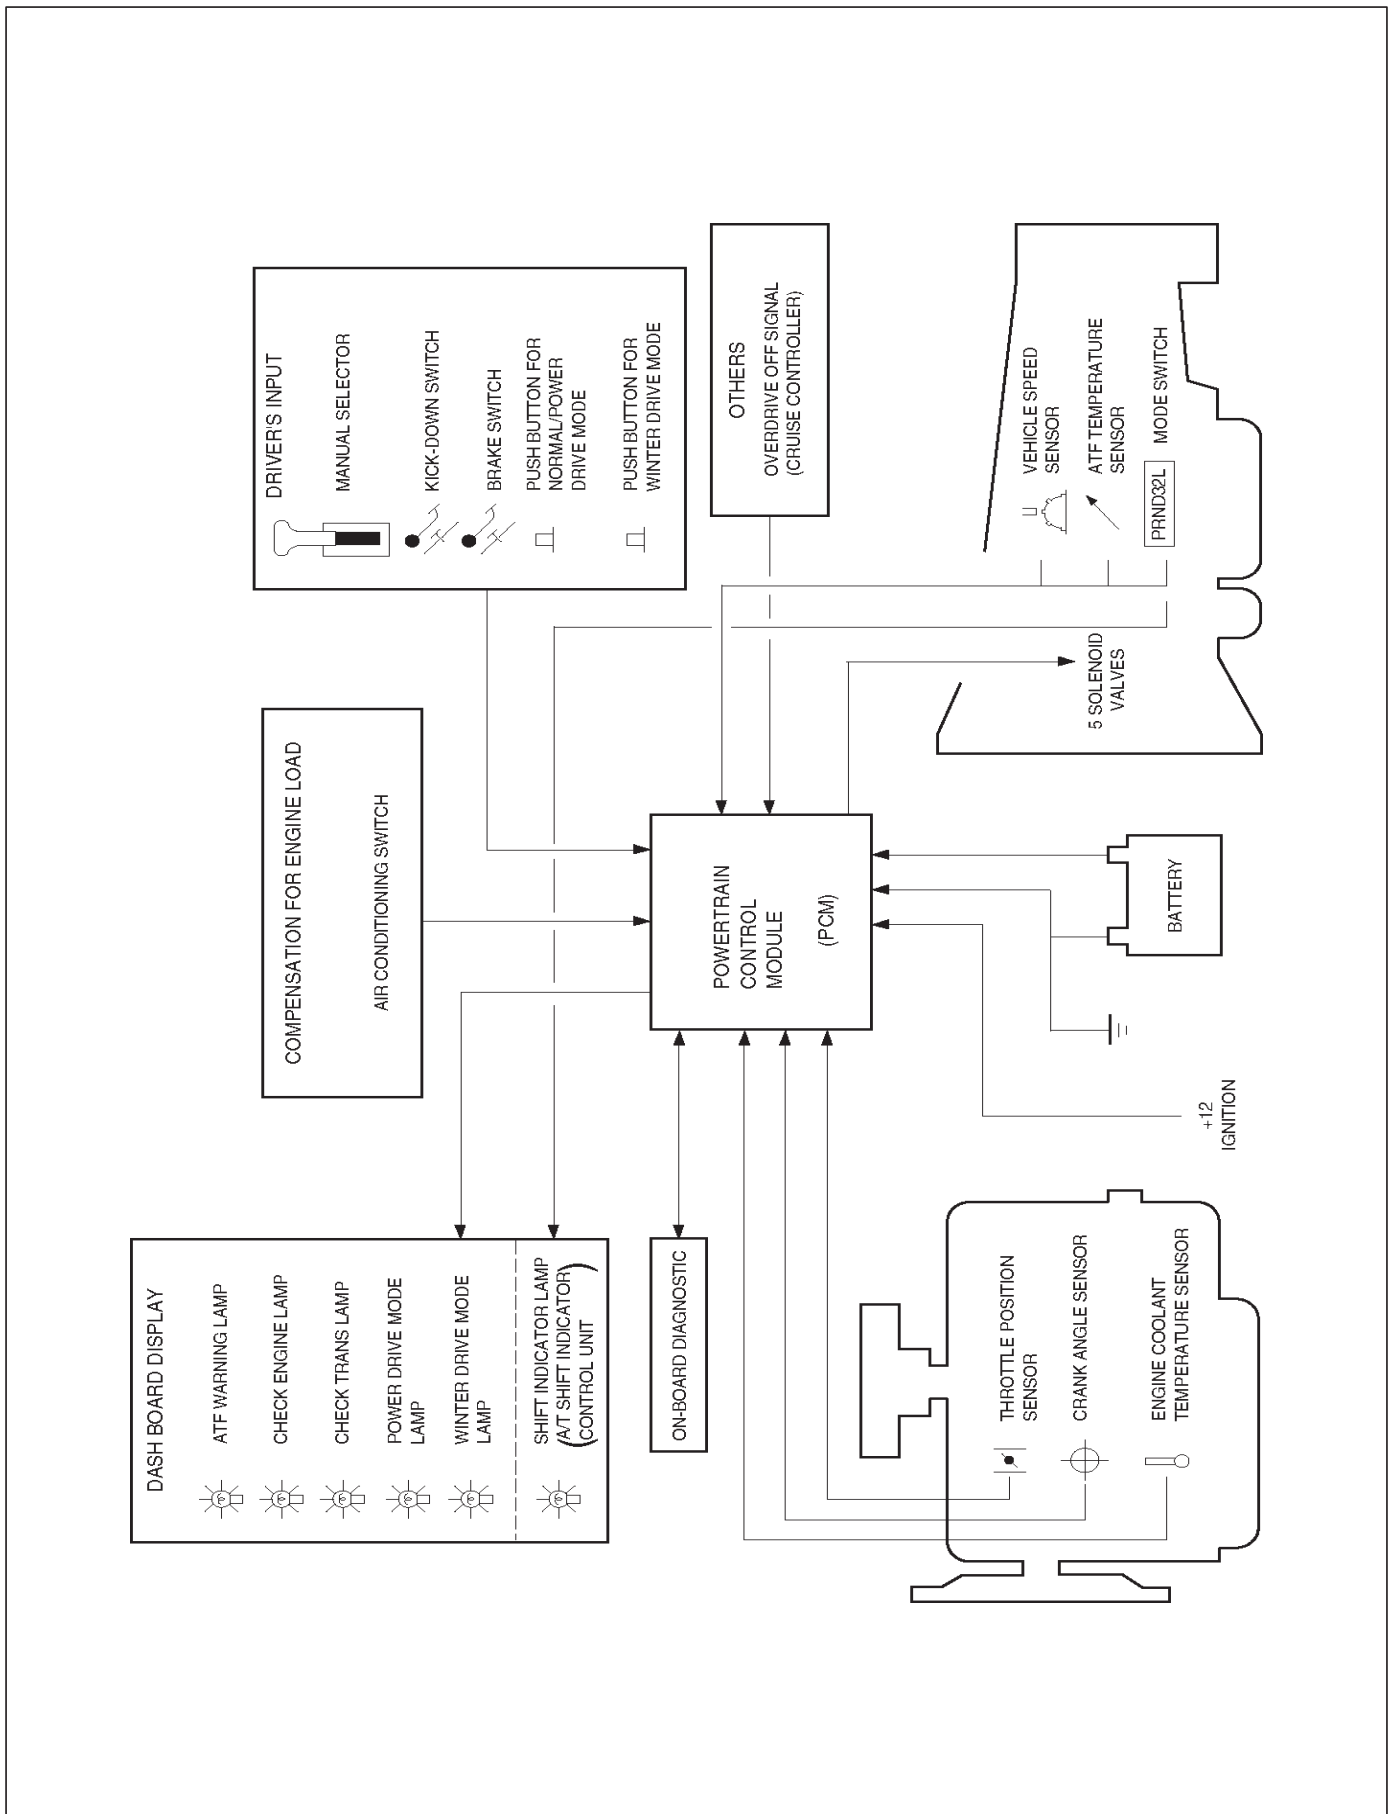 DASH BOARD DISPLAY
ATF WARNING LAMP
CHECK ENGINE LAMP
CHECK TRANS LAMP
POWER DRIVE MODE
LAMP
WINTER DRIVE MODE
LAMP
SHIFT INDICATOR LAMP
(A/T SHIFT INDICATOR
CONTROL UNIT)
COMPENSATION FOR ENGINE LOAD
AIR CONDITIONING SWITCH
DRIVER'S INPUT
MANUAL SELECTOR
KICK-DOWN SWITCH
BRAKE SWITCH
PUSH BUTTON FOR
NORMAL/POWER
DRIVE MODE
PUSH BUTTON FOR
WINTER DRIVE MODE
ON-BOARD DIAGNOSTIC
POWERTRAIN
CONTROL
MODULE
(PCM)
OTHERS
OVERDRIVE OFF SIGNAL
(CRUISE CONTROLLER)
THROTTLE POSITION
SENSOR
CRANK ANGLE SENSOR
ENGINE COOLANT
TEMPERATURE SENSOR
+12
IGNITION
BATTERY
5 SOLENOID
VALVES
VEHICLE SPEED
SENSOR
ATF TEMPERATURE
SENSOR
PRND32L
MODE SWITCH